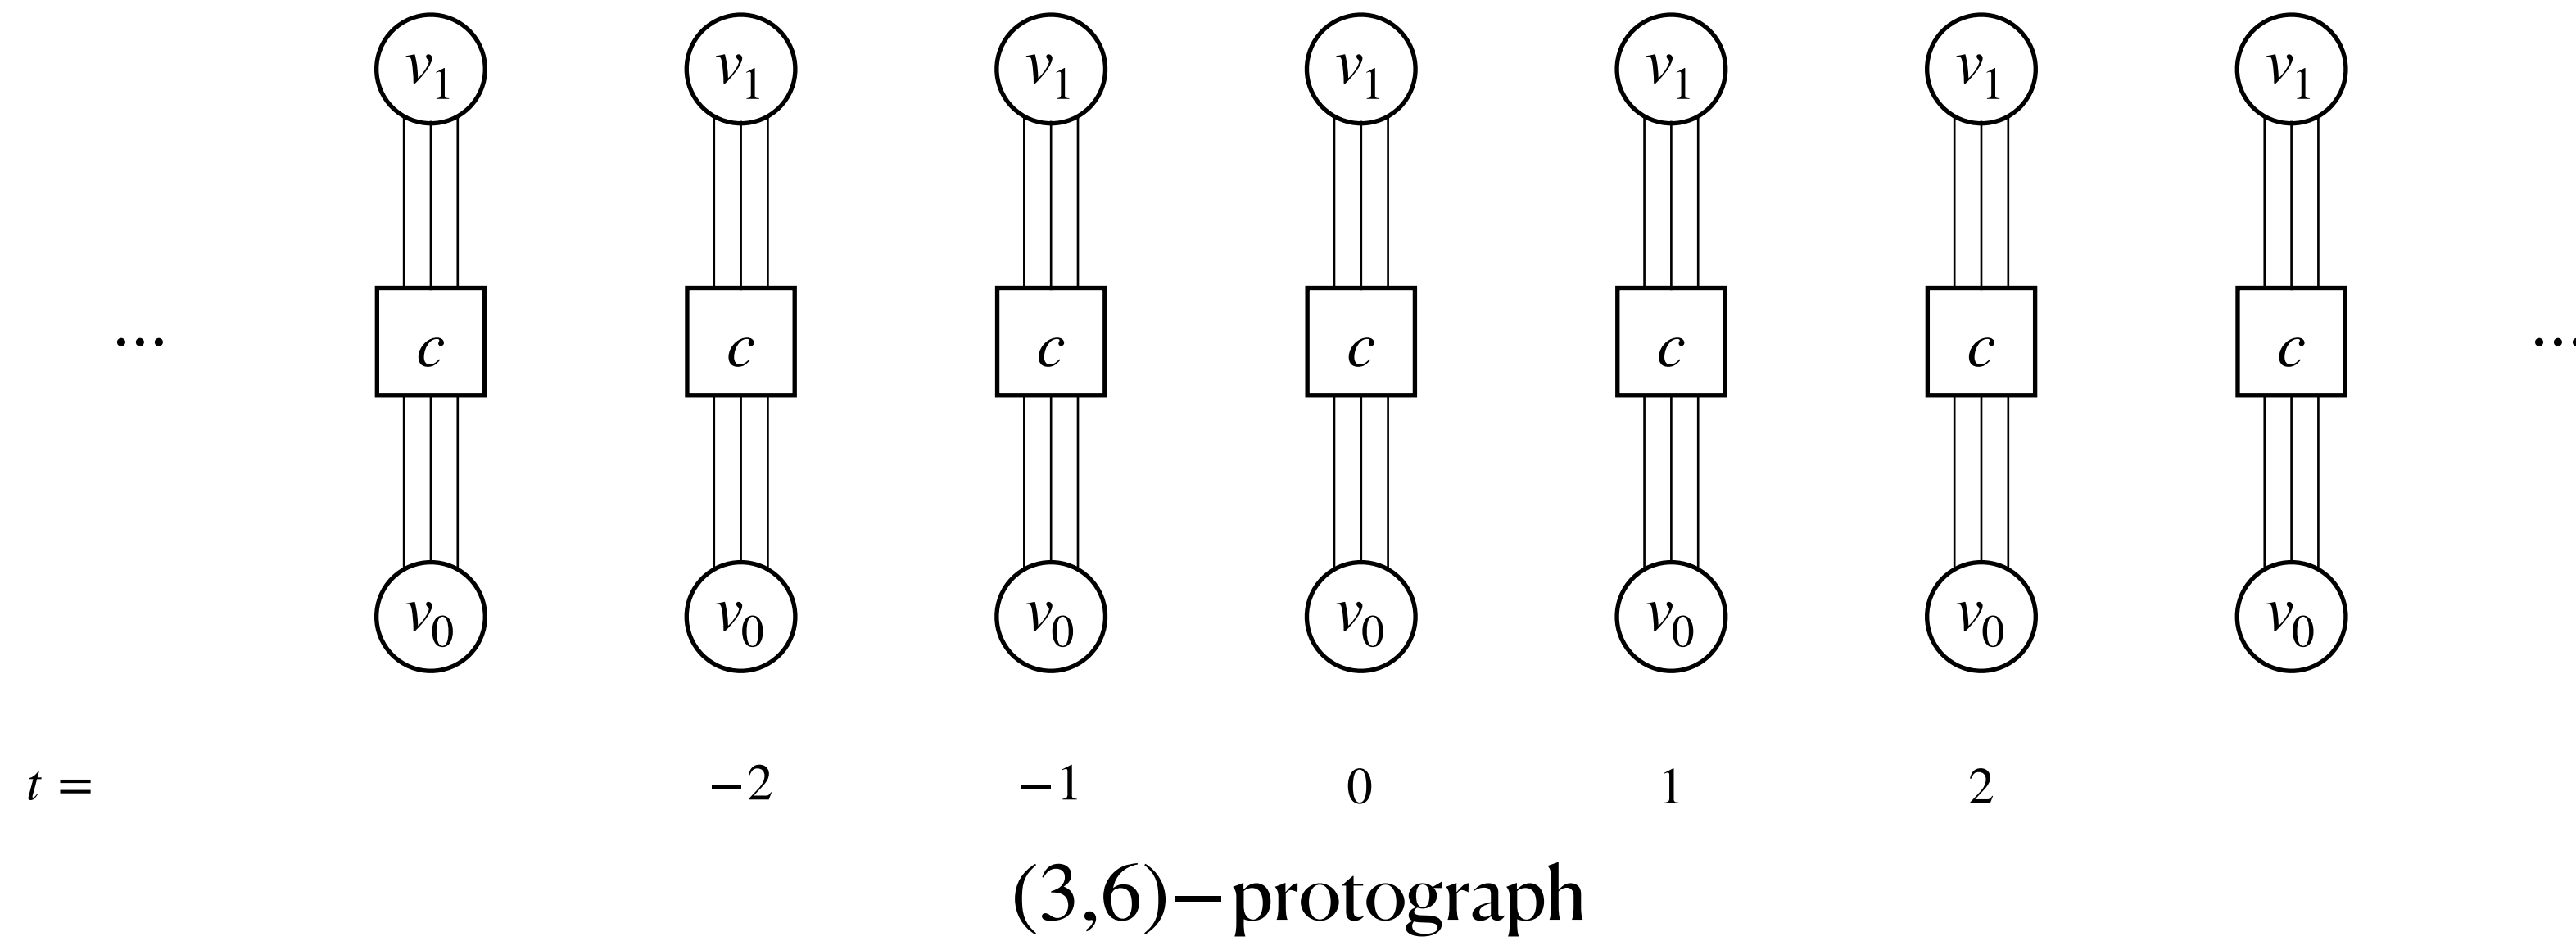 v₁ v₁ v₁ v₁ v₁ v₁ v₁
... c c c c c c c ...
v₀ v₀ v₀ v₀ v₀ v₀ v₀
t = −2 −1 0 1 2
(3,6)−protograph